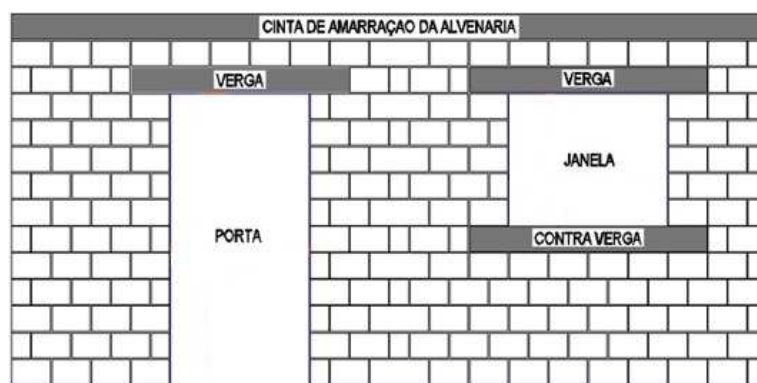 CINTA DE AMARRAÇAO DA ALVENARIA
VERGA
VERGA
JANELA
PORTA
CONTRA VERGA